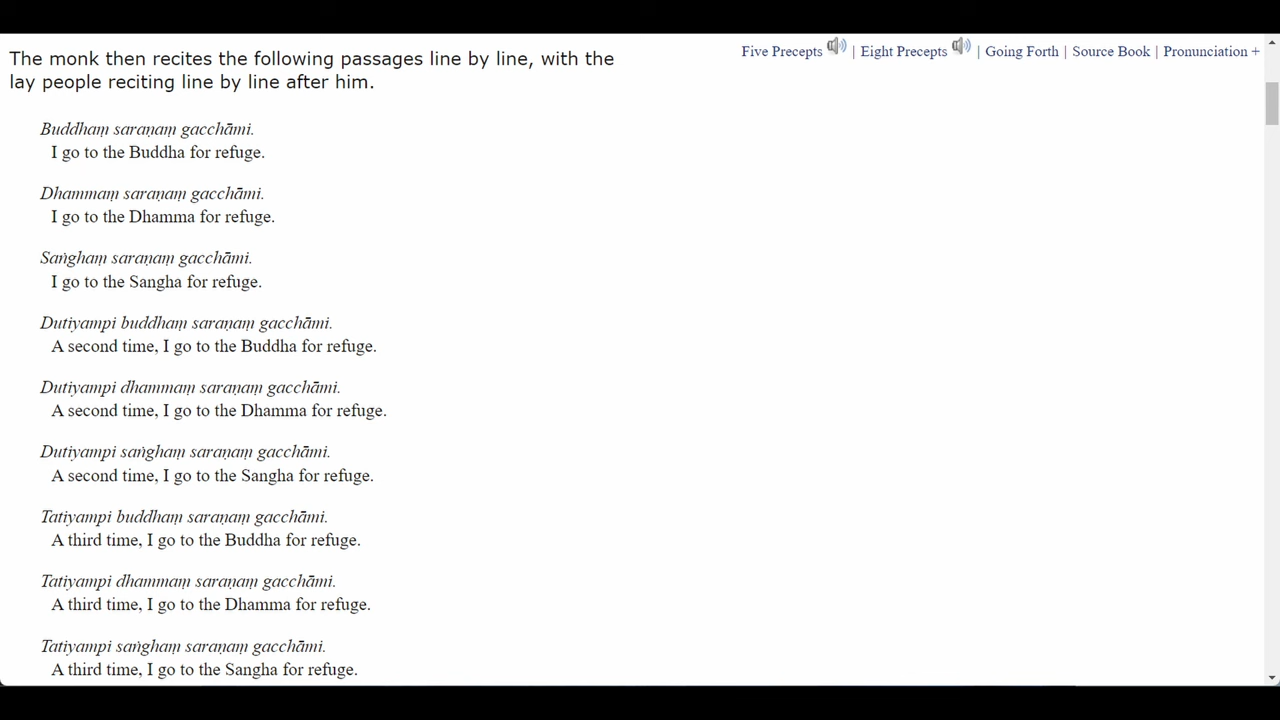 Five Precepts | Eight Precepts | Going Forth | Source Book | Pronunciation +
The monk then recites the following passages line by line, with the
lay people reciting line by line after him.
Buddhaṃ saraṇaṃ gacchāmi.
I go to the Buddha for refuge.
Dhammaṃ saraṇaṃ gacchāmi.
I go to the Dhamma for refuge.
Saṅghaṃ saraṇaṃ gacchāmi.
I go to the Sangha for refuge.
Dutiyampi buddhaṃ saraṇaṃ gacchāmi.
A second time, I go to the Buddha for refuge.
Dutiyampi dhammaṃ saraṇaṃ gacchāmi.
A second time, I go to the Dhamma for refuge.
Dutiyampi saṅghaṃ saraṇaṃ gacchāmi.
A second time, I go to the Sangha for refuge.
Tatiyampi buddhaṃ saraṇaṃ gacchāmi.
A third time, I go to the Buddha for refuge.
Tatiyampi dhammaṃ saraṇaṃ gacchāmi.
A third time, I go to the Dhamma for refuge.
Tatiyampi saṅghaṃ saraṇaṃ gacchāmi.
A third time, I go to the Sangha for refuge.